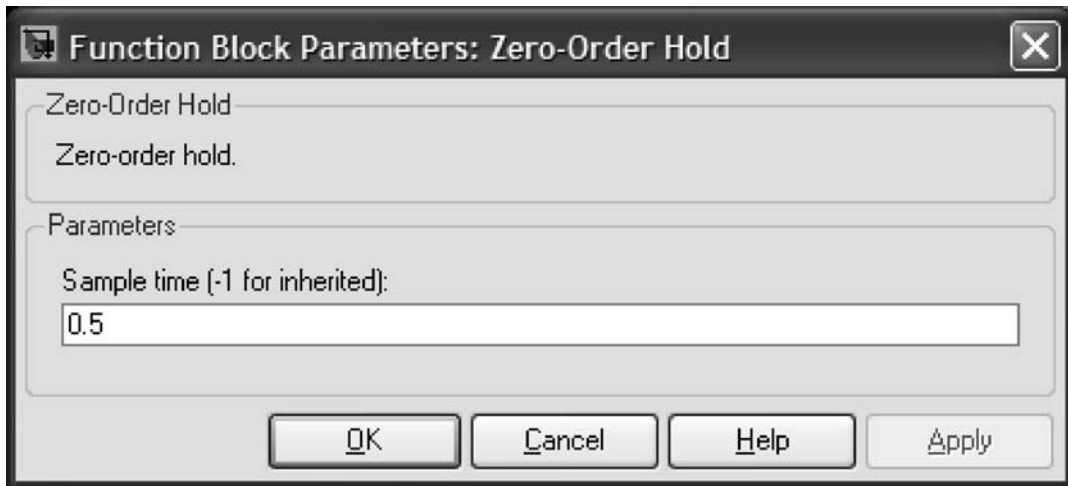 Function Block Parameters: Zero-Order Hold
Zero-Order Hold
Zero-order hold.
Parameters
Sample time (-1 for inherited):
0.5
OK Cancel Help Apply